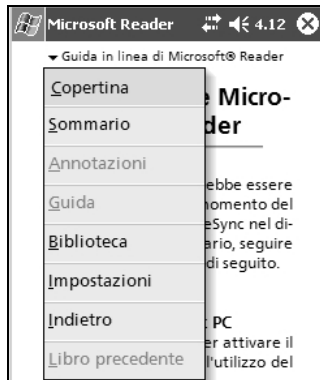 Microsoft Reader 4.12
Guida in linea di Microsoft® Reader
Copertina
Sommario
Annotazioni
Guida
Biblioteca
Impostazioni
Indietro
Libro precedente
e Micro-
der
ebbe essere
momento del
eSync nel di-
ario, seguire
di seguito.
PC
er attivare il
l'utilizzo del